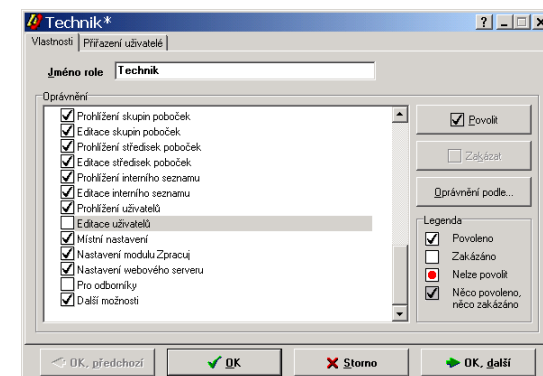 Technik*
Vlastnosti
Přiřazení uživatelé
Jméno role
Technik
Oprávnění
Prohlížení skupin poboček
Editace skupin poboček
Prohlížení středisek poboček
Editace středisek poboček
Prohlížení interního seznamu
Editace interního seznamu
Prohlížení uživatelů
Editace uživatelů
Místní nastavení
Nastavení modulu Zpracuj
Nastavení webového serveru
Pro odborníky
Další možnosti
Povolit
Zakázat
Oprávnění podle...
Legenda
Povoleno
Zakázáno
Nelze povolit
Něco povoleno,
něco zakázáno
OK, předchozí
OK
Storno
OK, další